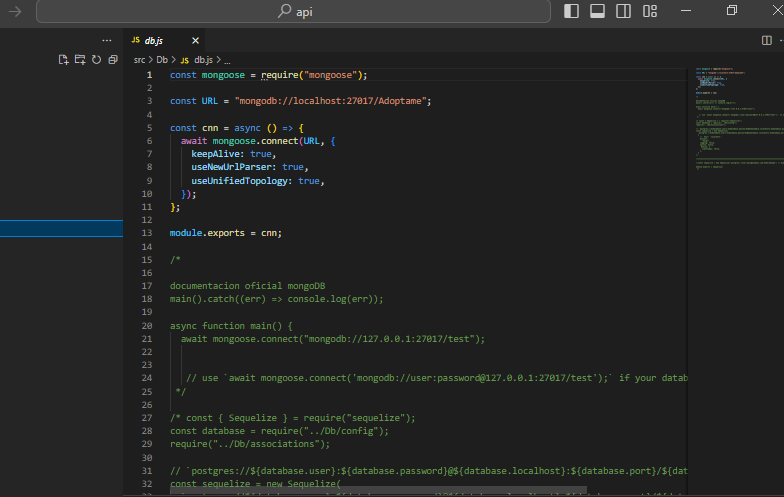 api
JS db.js
src > Db > JS db.js > ...
1 const mongoose = require("mongoose");
2
3 const URL = "mongodb://localhost:27017/Adoptame";
4
5 const cnn = async () => {
6 await mongoose.connect(URL, {
7 keepAlive: true,
8 useNewUrlParser: true,
9 useUnifiedTopology: true,
10 });
11 };
12
13 module.exports = cnn;
14
15 /*
16
17 documentacion oficial mongoDB
18 main().catch((err) => console.log(err));
19
20 async function main() {
21 await mongoose.connect("mongodb://127.0.0.1:27017/test");
22
23
24 // use `await mongoose.connect('mongodb://user:password@127.0.0.1:27017/test');` if your datab
25 */
26
27 /* const { Sequelize } = require("sequelize");
28 const database = require("../Db/config");
29 require("../Db/associations");
30
31 // `postgres://${database.user}:${database.password}@${database.localhost}:${database.port}/${dat
32 const sequelize = new Sequelize(